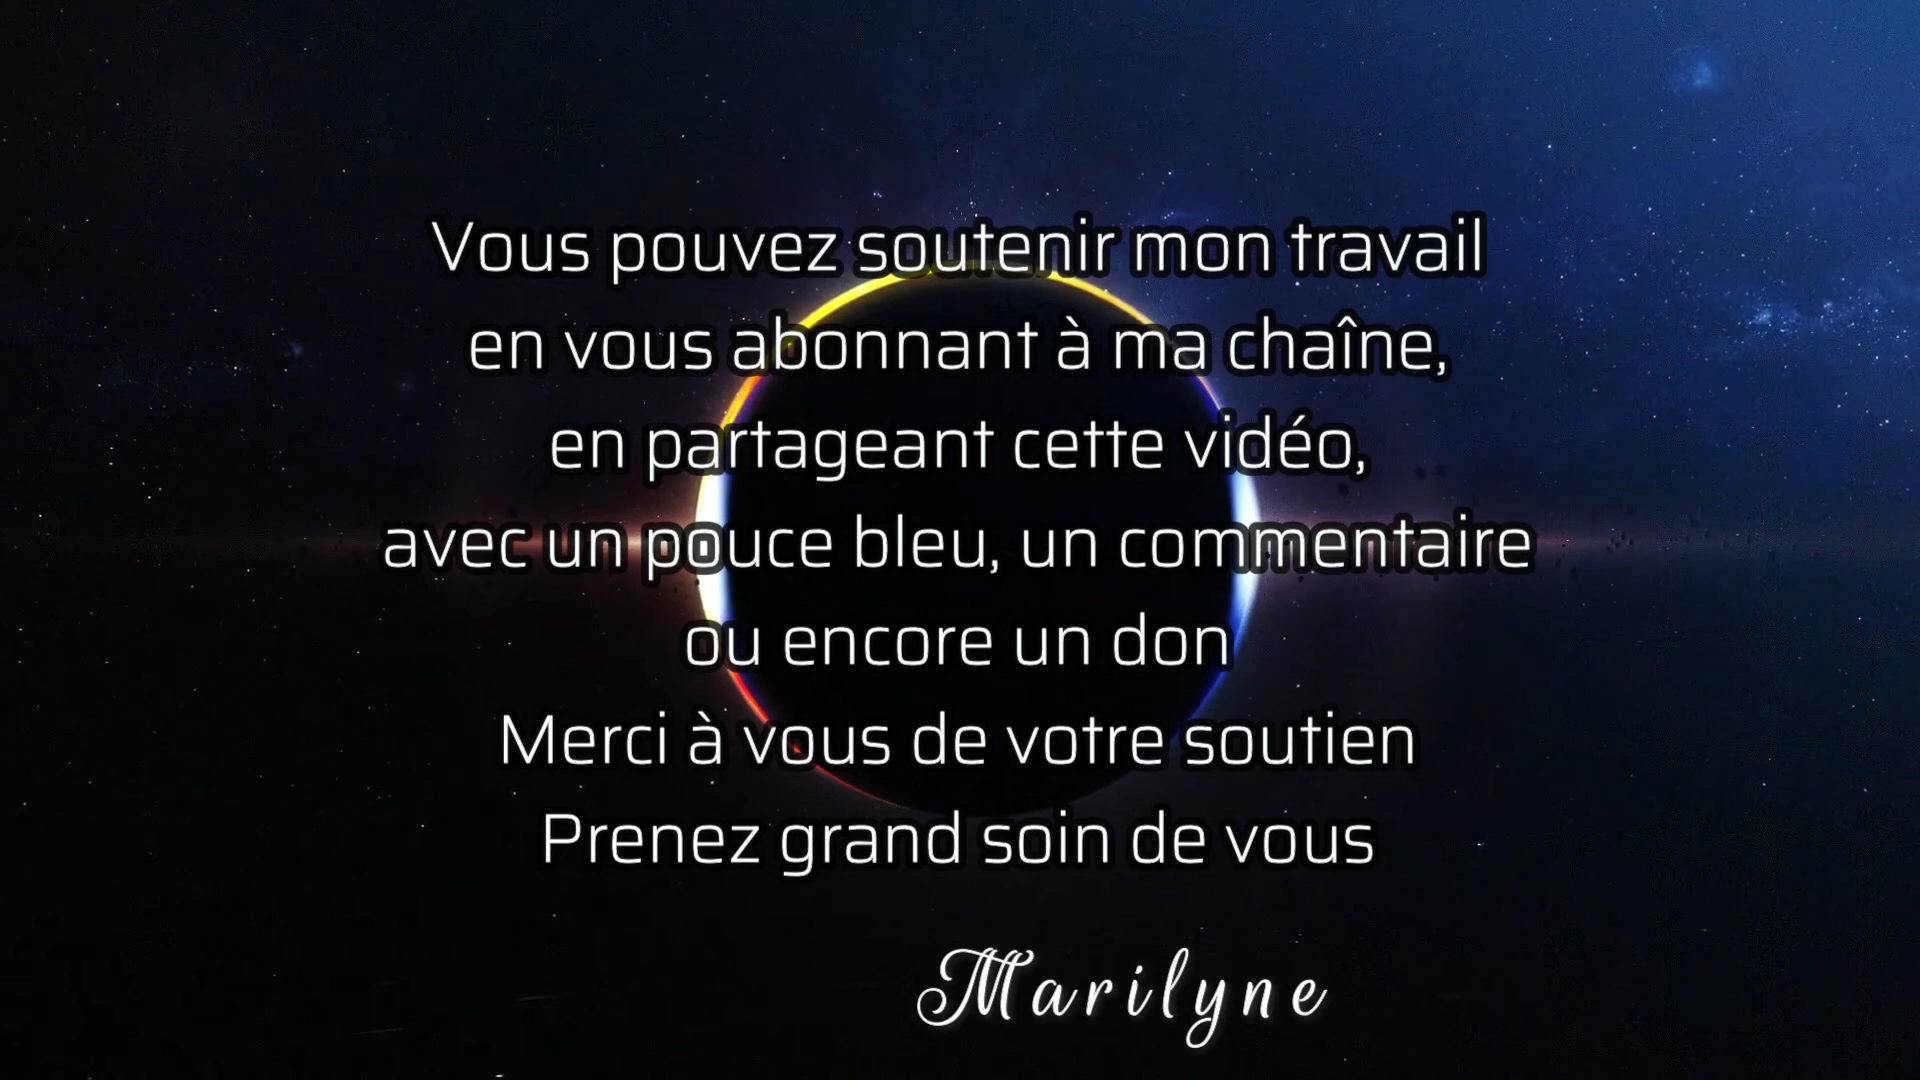 Vous pouvez soutenir mon travail
en vous abonnant à ma chaîne,
en partageant cette vidéo,
avec un pouce bleu, un commentaire
ou encore un don
Merci à vous de votre soutien
Prenez grand soin de vous
Marilyne